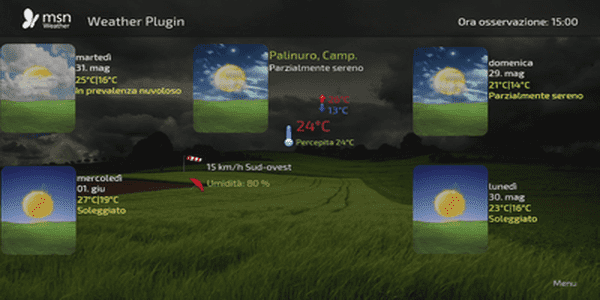 msn
Weather
Weather Plugin
Ora osservazione: 15:00
martedì
31. mag
25°C|16°C
In prevalenza nuvoloso
Palinuro, Camp.
Parzialmente sereno
13°C
24°C
Percepita 24°C
domenica
29. mag
21°C|14°C
Parzialmente sereno
15 km/h Sud-ovest
Umidità: 80 %
mercoledì
01. giu
27°C|19°C
Soleggiato
lunedì
30. mag
23°C|16°C
Soleggiato
Menu